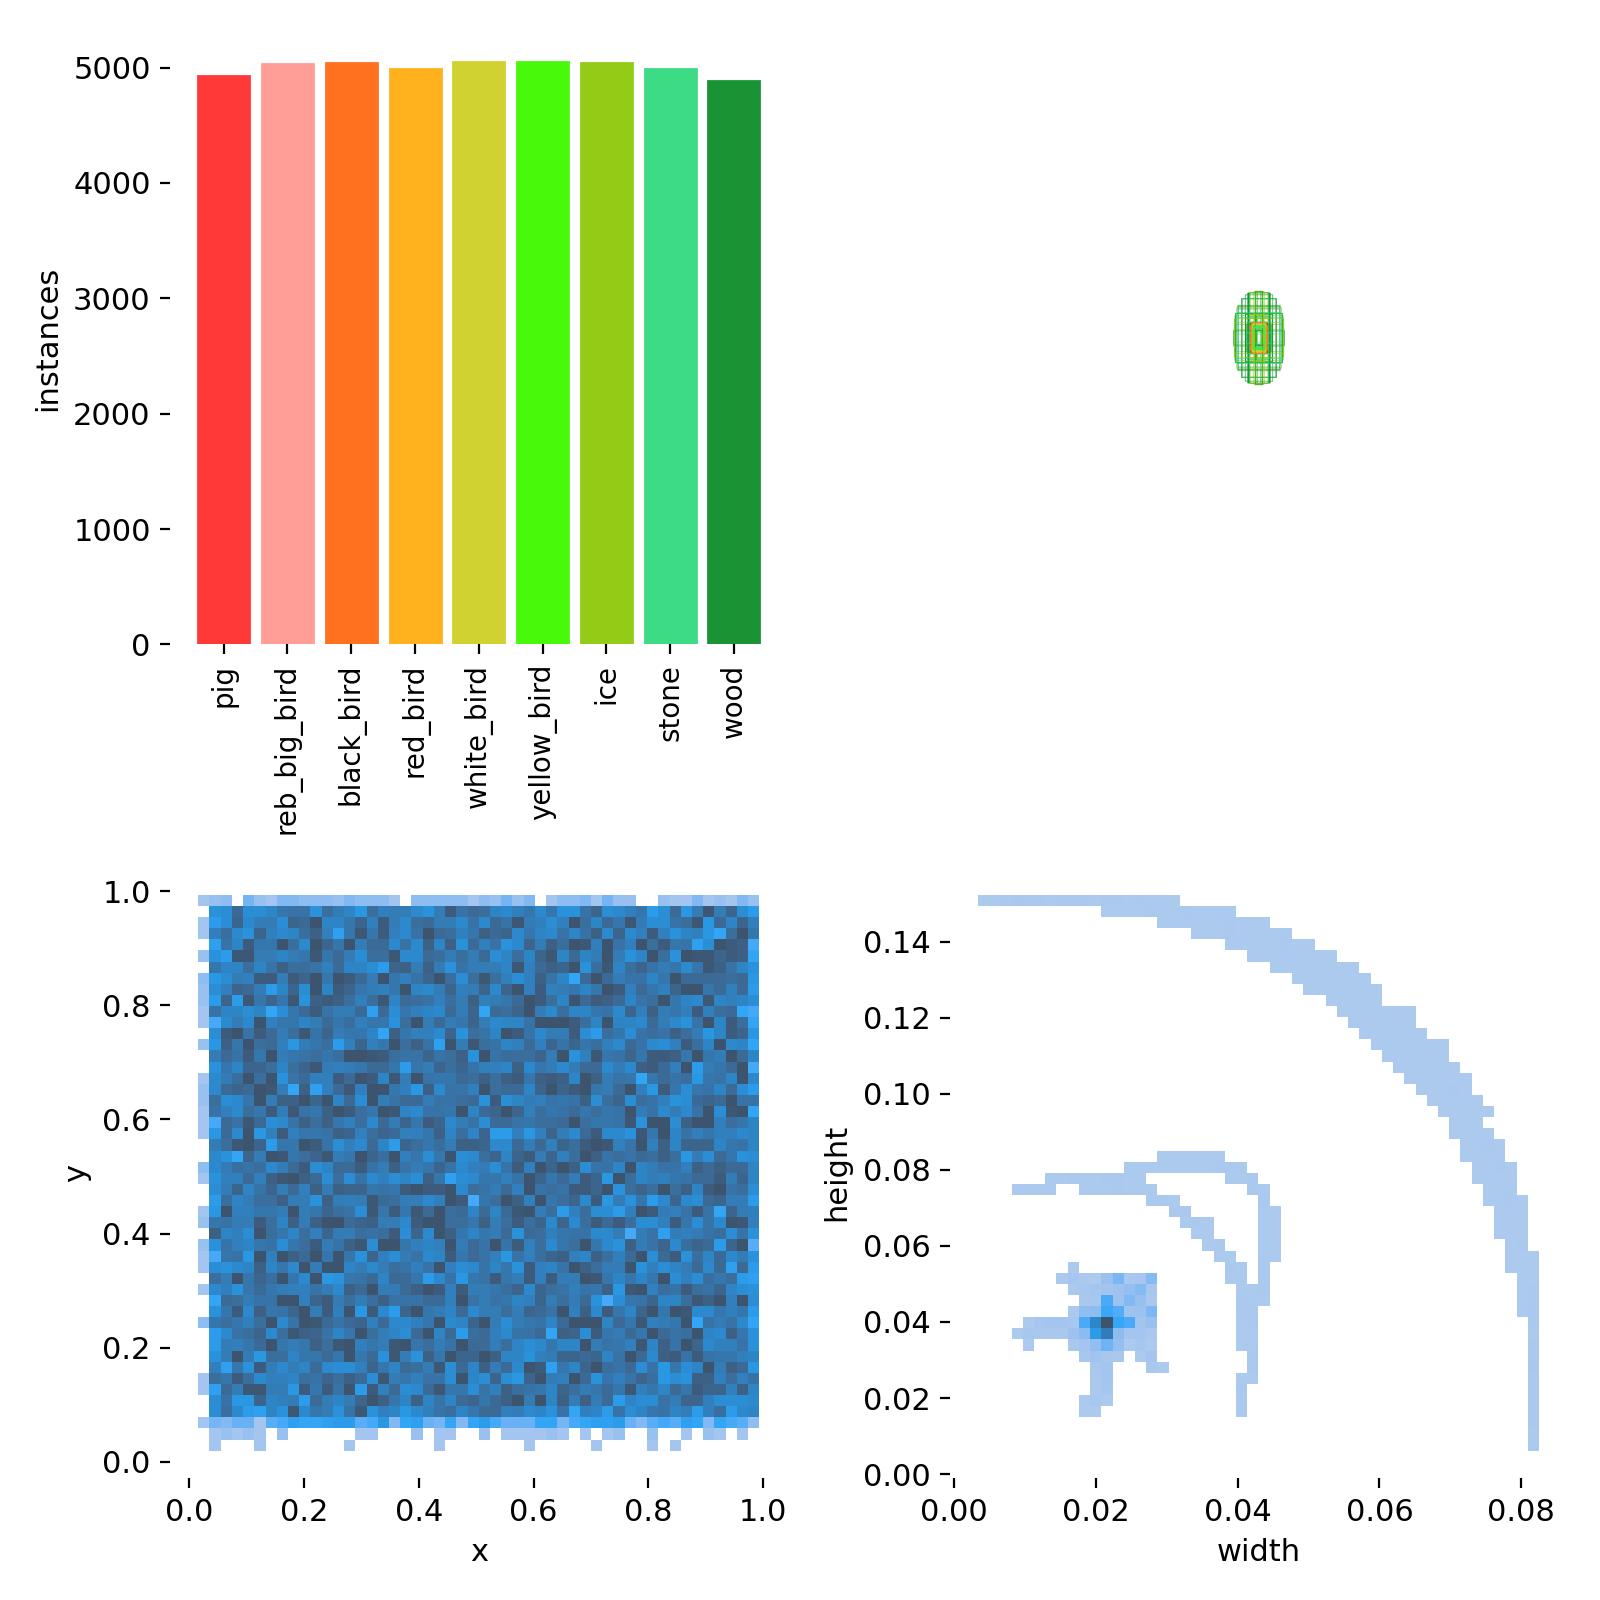 5000
4000
3000
2000
1000
0
instances
pig
reb_big_bird
black_bird
red_bird
white_bird
yellow_bird
ice
stone
wood
1.0
0.8
0.6
0.4
0.2
0.0
y
0.0 0.2 0.4 0.6 0.8 1.0
x
0.14
0.12
0.10
0.08
0.06
0.04
0.02
0.00
height
0.00 0.02 0.04 0.06 0.08
width